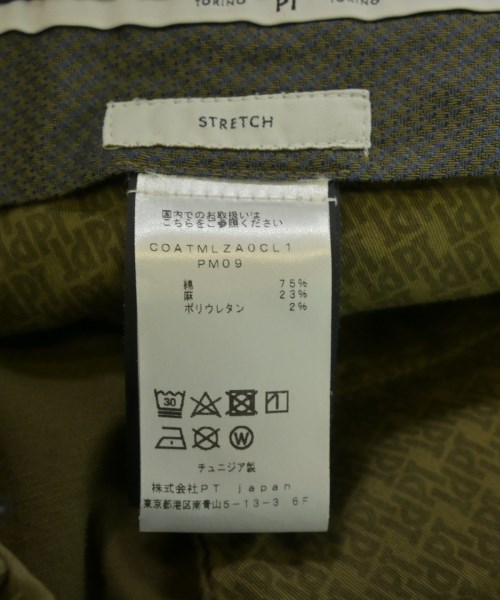 TORINO PT TORINO
STRETCH
国内でのお取扱いは
こちらをご参照ください
COATMLZA0CL1
PM09
綿 75%
麻 23%
ポリウレタン 2%
30
W
チュニジア製
株式会社PT japan
東京都港区南青山5-13-3 6F